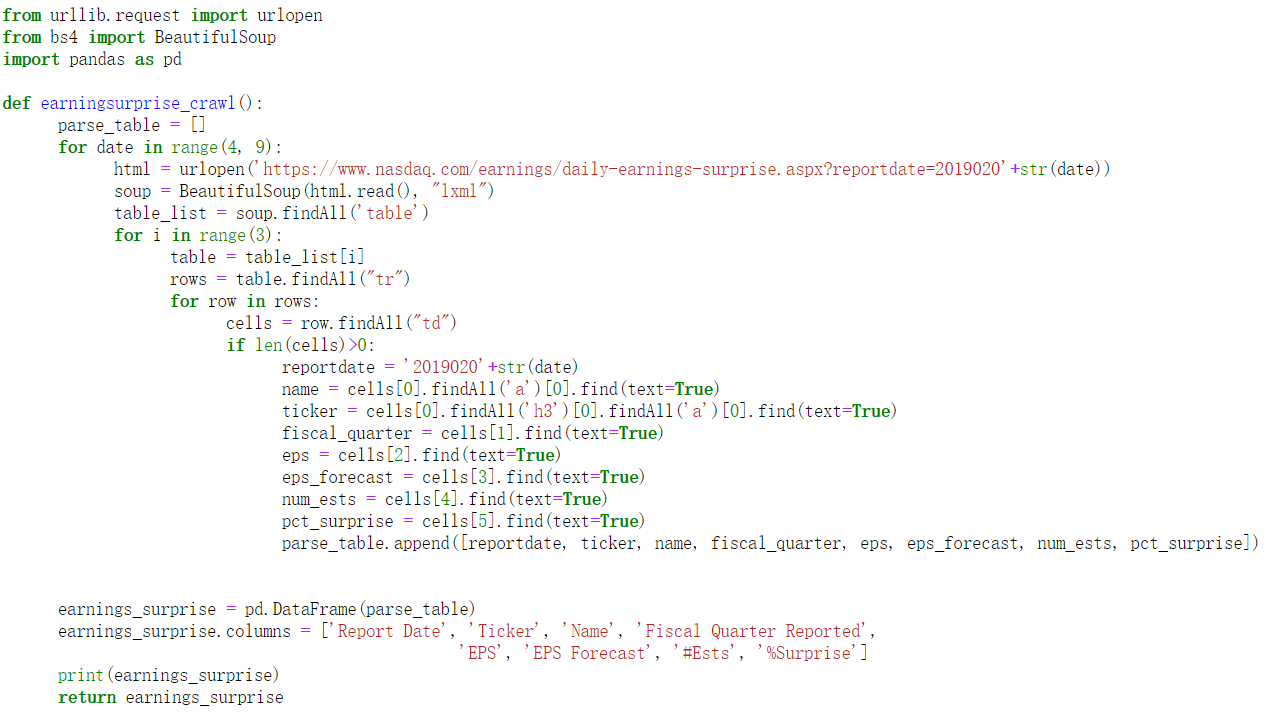 from urllib.request import urlopen
from bs4 import BeautifulSoup
import pandas as pd

def earningsurprise_crawl():
      parse_table = []
      for date in range(4, 9):
            html = urlopen('https://www.nasdaq.com/earnings/daily-earnings-surprise.aspx?reportdate=2019020'+str(date))
            soup = BeautifulSoup(html.read(), "lxml")
            table_list = soup.findAll('table')
            for i in range(3):
                  table = table_list[i]
                  rows = table.findAll("tr")
                  for row in rows:
                        cells = row.findAll("td")
                        if len(cells)>0:
                              reportdate = '2019020'+str(date)
                              name = cells[0].findAll('a')[0].find(text=True)
                              ticker = cells[0].findAll('h3')[0].findAll('a')[0].find(text=True)
                              fiscal_quarter = cells[1].find(text=True)
                              eps = cells[2].find(text=True)
                              eps_forecast = cells[3].find(text=True)
                              num_ests = cells[4].find(text=True)
                              pct_surprise = cells[5].find(text=True)
                              parse_table.append([reportdate, ticker, name, fiscal_quarter, eps, eps_forecast, num_ests, pct_surprise])

      earnings_surprise = pd.DataFrame(parse_table)
      earnings_surprise.columns = ['Report Date', 'Ticker', 'Name', 'Fiscal Quarter Reported',
                                                 'EPS', 'EPS Forecast', '#Ests', '%Surprise']
      print(earnings_surprise)
      return earnings_surprise